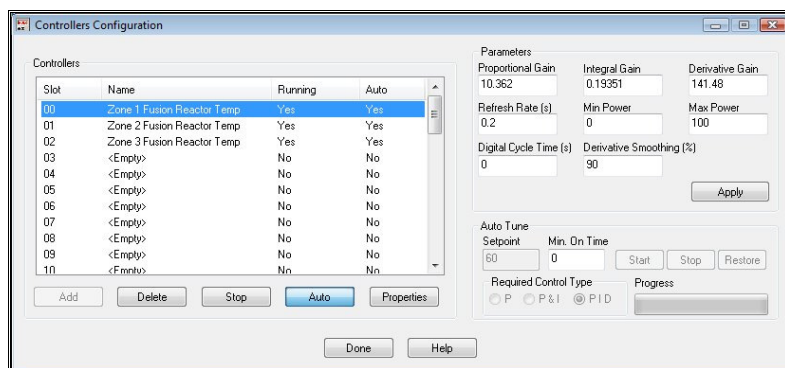 Controllers Configuration
Controllers
Slot Name Running Auto
00 Zone 1 Fusion Reactor Temp Yes Yes
01 Zone 2 Fusion Reactor Temp Yes Yes
02 Zone 3 Fusion Reactor Temp Yes Yes
03 <Empty> No No
04 <Empty> No No
05 <Empty> No No
06 <Empty> No No
07 <Empty> No No
08 <Empty> No No
09 <Empty> No No
10 <Empty> No No
Add Delete Stop Auto Properties
Parameters
Proportional Gain Integral Gain Derivative Gain
10.362 0.19351 141.48
Refresh Rate (s) Min Power Max Power
0.2 0 100
Digital Cycle Time (s) Derivative Smoothing (%)
0 90
Apply
Auto Tune
Setpoint Min. On Time
60 0 Start Stop Restore
Required Control Type Progress
P P & I P I D
Done Help